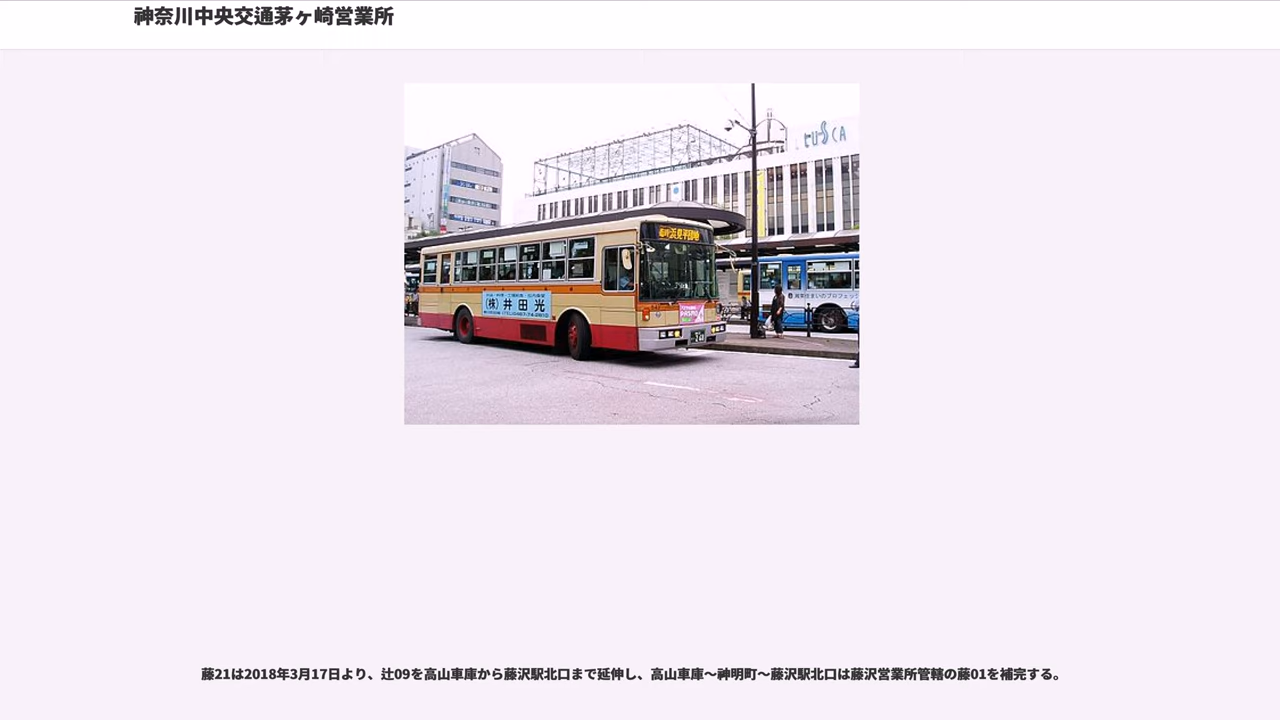 神奈川中央交通茅ヶ崎営業所
LUSCA
(株)井田光
PASMO
藤21は2018年3月17日より、辻09を高山車庫から藤沢駅北口まで延伸し、高山車庫〜神明町〜藤沢駅北口は藤沢営業所管轄の藤01を補完する。